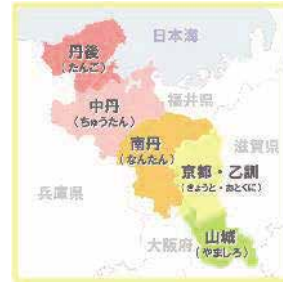 日本海
丹後
(たんご)
福井県
中丹
(ちゅうたん)
滋賀県
南丹
(なんたん)
京都・乙訓
(きょうと・おとくに)
兵庫県
山城
(やましろ)
大阪府